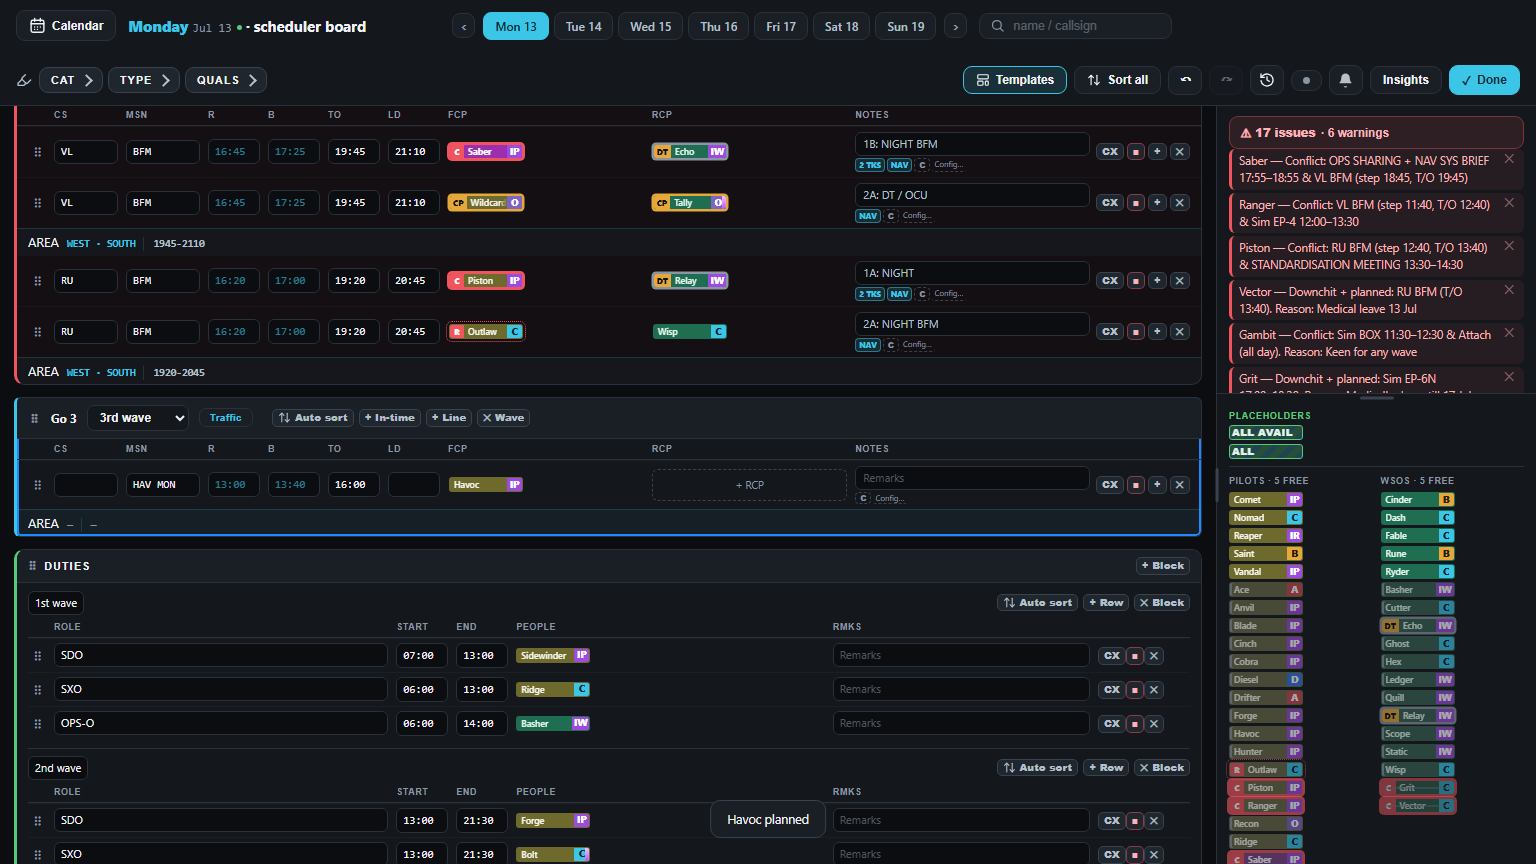 Calendar
Monday Jul 13 • · scheduler board
Mon 13
Tue 14
Wed 15
Thu 16
Fri 17
Sat 18
Sun 19
name / callsign
CAT
TYPE
QUALS
Templates
Sort all
Insights
✓ Done
CS MSN R B TO LD FCP RCP NOTES
VL BFM 16:45 17:25 19:45 21:10 C Saber IP DT Echo IW 1B: NIGHT BFM CX
2 TKS NAV C Config...
VL BFM 16:45 17:25 19:45 21:10 CP Wildcar O CP Tally O 2A: DT / OCU CX
NAV C Config...
AREA WEST · SOUTH 1945-2110
RU BFM 16:20 17:00 19:20 20:45 C Piston IP DT Relay IW 1A: NIGHT CX
2 TKS NAV C Config...
RU BFM 16:20 17:00 19:20 20:45 R Outlaw C Wisp C 2A: NIGHT BFM CX
NAV C Config...
AREA WEST · SOUTH 1920-2045
Go 3 3rd wave Traffic Auto sort + In-time + Line × Wave
CS MSN R B TO LD FCP RCP NOTES
HAV MON 13:00 13:40 16:00 Havoc IP + RCP Remarks CX
C Config...
AREA – –
DUTIES + Block
1st wave Auto sort + Row × Block
ROLE START END PEOPLE RMKS
SDO 07:00 13:00 Sidewinder IP Remarks CX
SXO 06:00 13:00 Ridge C Remarks CX
OPS-O 06:00 14:00 Basher IW Remarks CX
2nd wave Auto sort + Row × Block
ROLE START END PEOPLE RMKS
SDO 13:00 21:30 Forge IP Remarks CX
SXO 13:00 21:30 Bolt C Remarks CX
Havoc planned
⚠ 17 issues · 6 warnings
Saber — Conflict: OPS SHARING + NAV SYS BRIEF
17:55–18:55 & VL BFM (step 18:45, T/O 19:45)
Ranger — Conflict: VL BFM (step 11:40, T/O 12:40)
& Sim EP-4 12:00–13:30
Piston — Conflict: RU BFM (step 12:40, T/O 13:40)
& STANDARDISATION MEETING 13:30–14:30
Vector — Downchit + planned: RU BFM (T/O
13:40). Reason: Medical leave 13 Jul
Gambit — Conflict: Sim BOX 11:30–12:30 & Attach
(all day). Reason: Keen for any wave
Grit — Downchit + planned: Sim EP-6N
PLACEHOLDERS
ALL AVAIL
ALL
PILOTS · 5 FREE
Comet IP
Nomad C
Reaper IR
Saint B
Vandal IP
Ace A
Anvil IP
Blade IP
Cinch IP
Cobra IP
Diesel D
Drifter A
Forge IP
Havoc IP
Hunter IP
R Outlaw C
C Piston IP
C Ranger IP
Recon O
Ridge C
C Saber IP
WSOS · 5 FREE
Cinder B
Dash C
Fable C
Rune B
Ryder C
Basher IW
Cutter C
DT Echo IW
Ghost C
Hex C
Ledger IW
Quill IW
DT Relay IW
Scope IW
Static IW
Wisp C
C Grit C
C Vector C